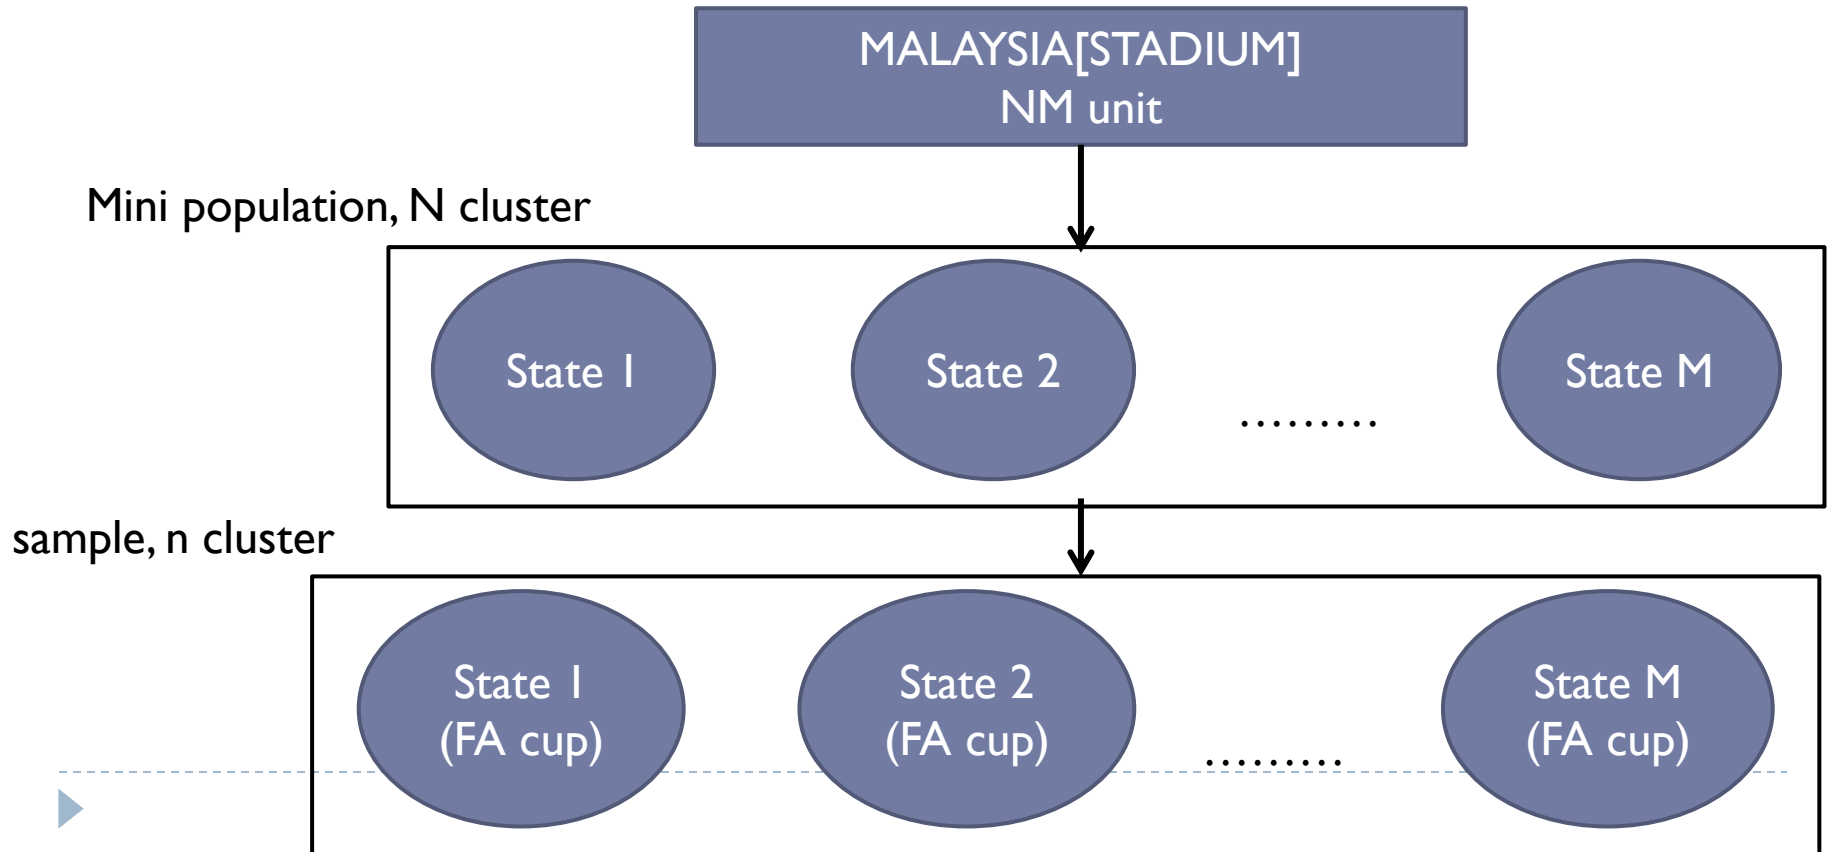 MALAYSIA[STADIUM]
NM unit
Mini population, N cluster
State 1
State 2
.........
State M
sample, n cluster
State 1
(FA cup)
State 2
(FA cup)
.........
State M
(FA cup)